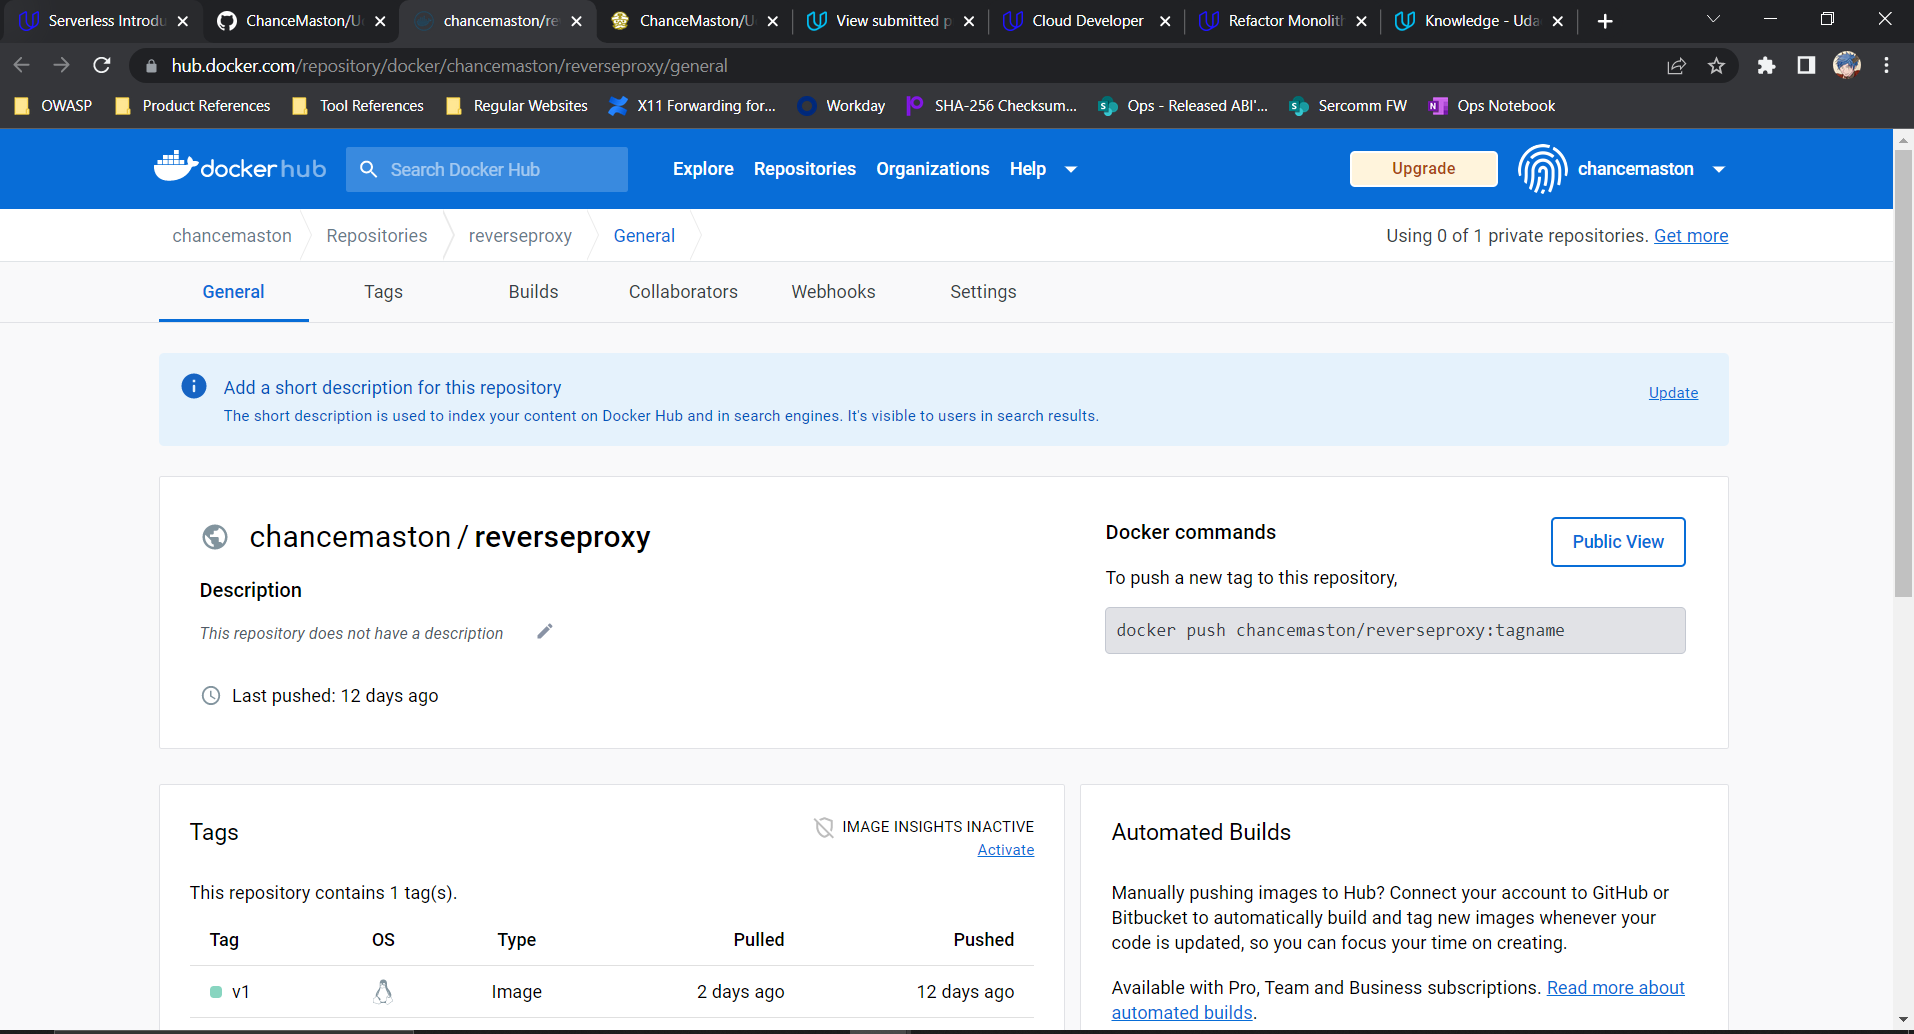 Serverless Introdu
ChanceMaston/U
chancemaston/re
ChanceMaston/U
View submitted p
Cloud Developer
Refactor Monolith
Knowledge - Uda
hub.docker.com/repository/docker/chancemaston/reverseproxy/general
OWASP
Product References
Tool References
Regular Websites
X11 Forwarding for...
Workday
SHA-256 Checksum...
Ops - Released ABI'...
Sercomm FW
Ops Notebook
docker hub
Search Docker Hub
Explore
Repositories
Organizations
Help
Upgrade
chancemaston
chancemaston
Repositories
reverseproxy
General
Using 0 of 1 private repositories. Get more
General
Tags
Builds
Collaborators
Webhooks
Settings
Add a short description for this repository
The short description is used to index your content on Docker Hub and in search engines. It's visible to users in search results.
Update
chancemaston / reverseproxy
Description
This repository does not have a description
Last pushed: 12 days ago
Docker commands
Public View
To push a new tag to this repository,
docker push chancemaston/reverseproxy:tagname
Tags
IMAGE INSIGHTS INACTIVE
Activate
This repository contains 1 tag(s).
Tag OS Type Pulled Pushed
v1 Image 2 days ago 12 days ago
Automated Builds
Manually pushing images to Hub? Connect your account to GitHub or
Bitbucket to automatically build and tag new images whenever your
code is updated, so you can focus your time on creating.
Available with Pro, Team and Business subscriptions. Read more about
automated builds.